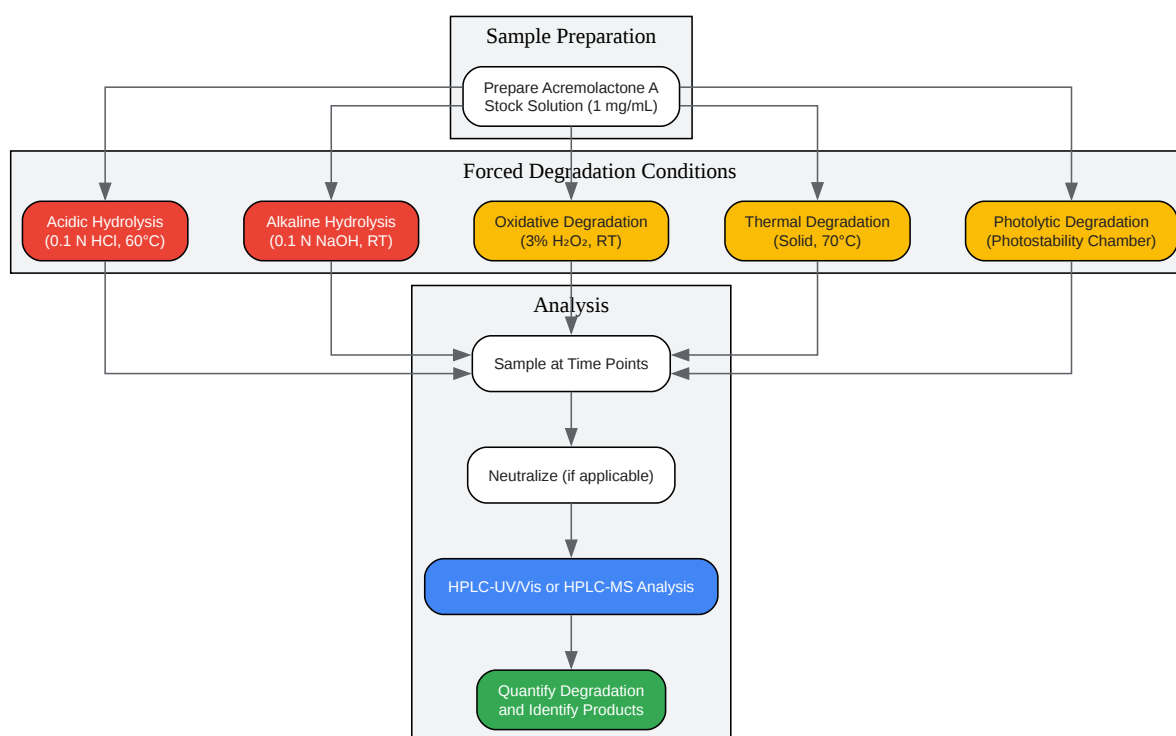 Sample Preparation
Prepare Acremolactone A
Stock Solution (1 mg/mL)
Forced Degradation Conditions
Acidic Hydrolysis
(0.1 N HCl, 60°C)
Alkaline Hydrolysis
(0.1 N NaOH, RT)
Oxidative Degradation
(3% H₂O₂, RT)
Thermal Degradation
(Solid, 70°C)
Photolytic Degradation
(Photostability Chamber)
Analysis
Sample at Time Points
Neutralize (if applicable)
HPLC-UV/Vis or HPLC-MS Analysis
Quantify Degradation
and Identify Products